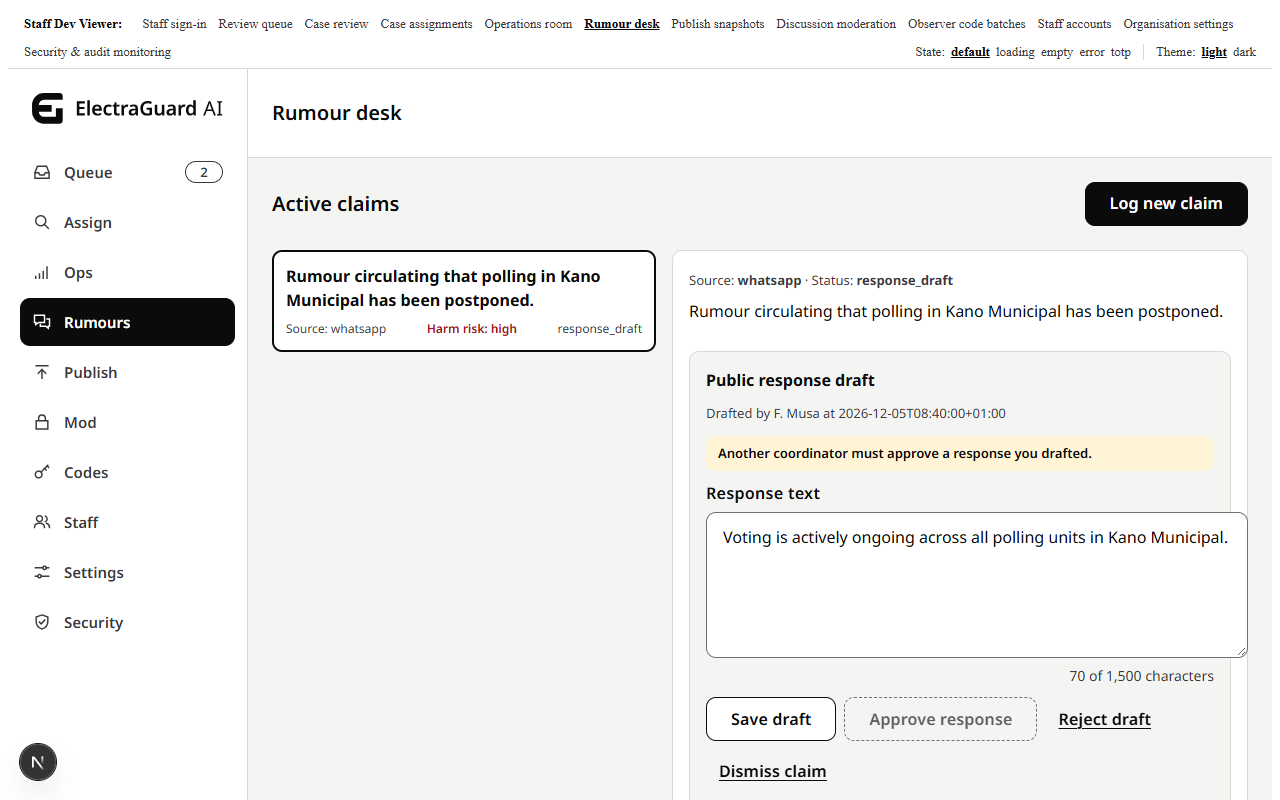 Staff Dev Viewer: Staff sign-in Review queue Case review Case assignments Operations room Rumour desk Publish snapshots Discussion moderation Observer code batches Staff accounts Organisation settings
Security & audit monitoring State: default loading empty error totp Theme: light dark
ElectraGuard AI
Queue 2
Assign
Ops
Rumours
Publish
Mod
Codes
Staff
Settings
Security
N
Rumour desk
Active claims Log new claim
Rumour circulating that polling in Kano
Municipal has been postponed.
Source: whatsapp Harm risk: high response_draft
Source: whatsapp · Status: response_draft
Rumour circulating that polling in Kano Municipal has been postponed.
Public response draft
Drafted by F. Musa at 2026-12-05T08:40:00+01:00
Another coordinator must approve a response you drafted.
Response text
Voting is actively ongoing across all polling units in Kano Municipal.
70 of 1,500 characters
Save draft Approve response Reject draft
Dismiss claim